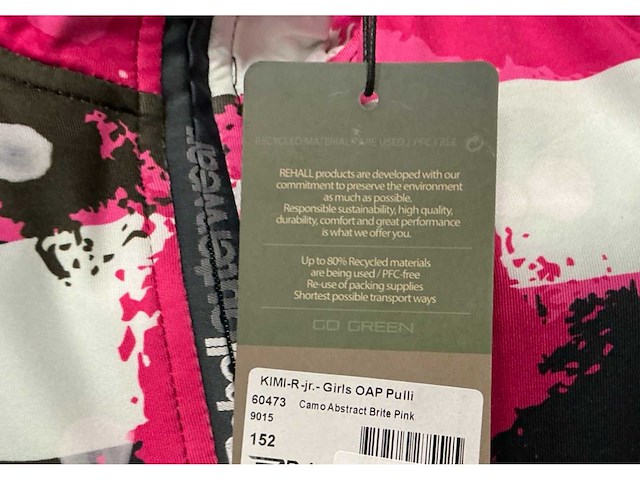 RECYCLED MATERIALS ARE USED / PFC FREE
REHALL products are developed with our
commitment to preserve the environment
as much as possible.
Responsible sustainability, high quality,
durability, comfort and great performance
is what we offer you.
Up to 80% Recycled materials
are being used / PFC-free
Re-use of packing supplies
Shortest possible transport ways
GO GREEN
KIMI-R-jr.- Girls OAP Pulli
60473 Camo Abstract Brite Pink
9015
152
outerwear